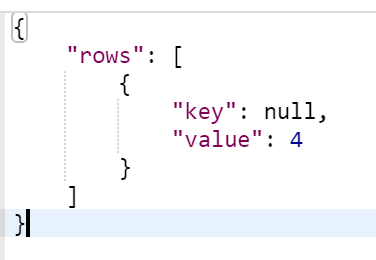 {
"rows": [
{
"key": null,
"value": 4
}
]
}